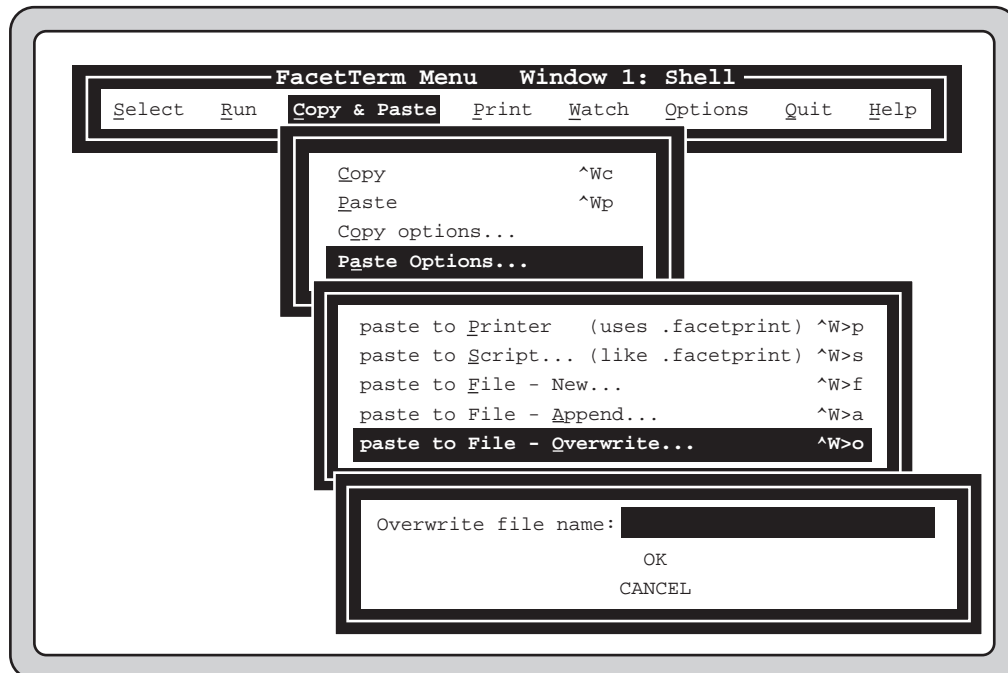 FacetTerm Menu Window 1: Shell
Select Run Copy & Paste Print Watch Options Quit Help
Copy ^Wc
Paste ^Wp
Copy options...
Paste Options...
paste to Printer (uses .facetprint) ^W>p
paste to Script... (like .facetprint) ^W>s
paste to File - New... ^W>f
paste to File - Append... ^W>a
paste to File - Overwrite... ^W>o
Overwrite file name:
OK
CANCEL